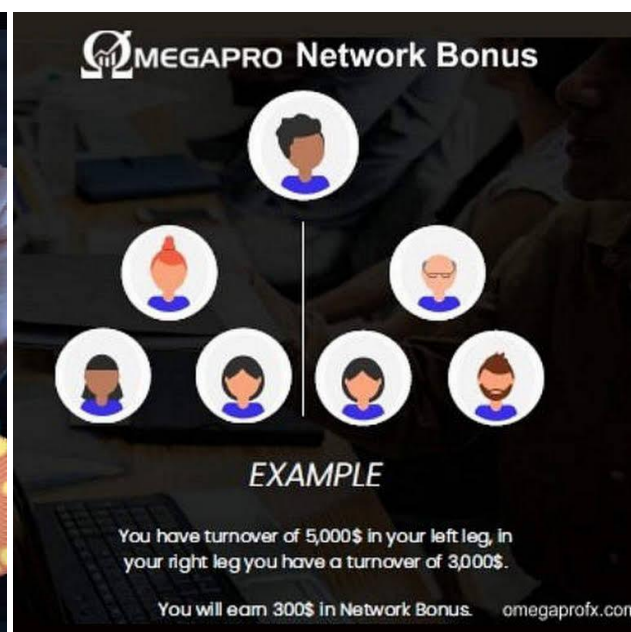 ΩMEGAPRO Network Bonus
EXAMPLE
You have turnover of 5,000$ in your left leg, in
your right leg you have a turnover of 3,000$.
You will earn 300$ in Network Bonus.
omegaprofx.com